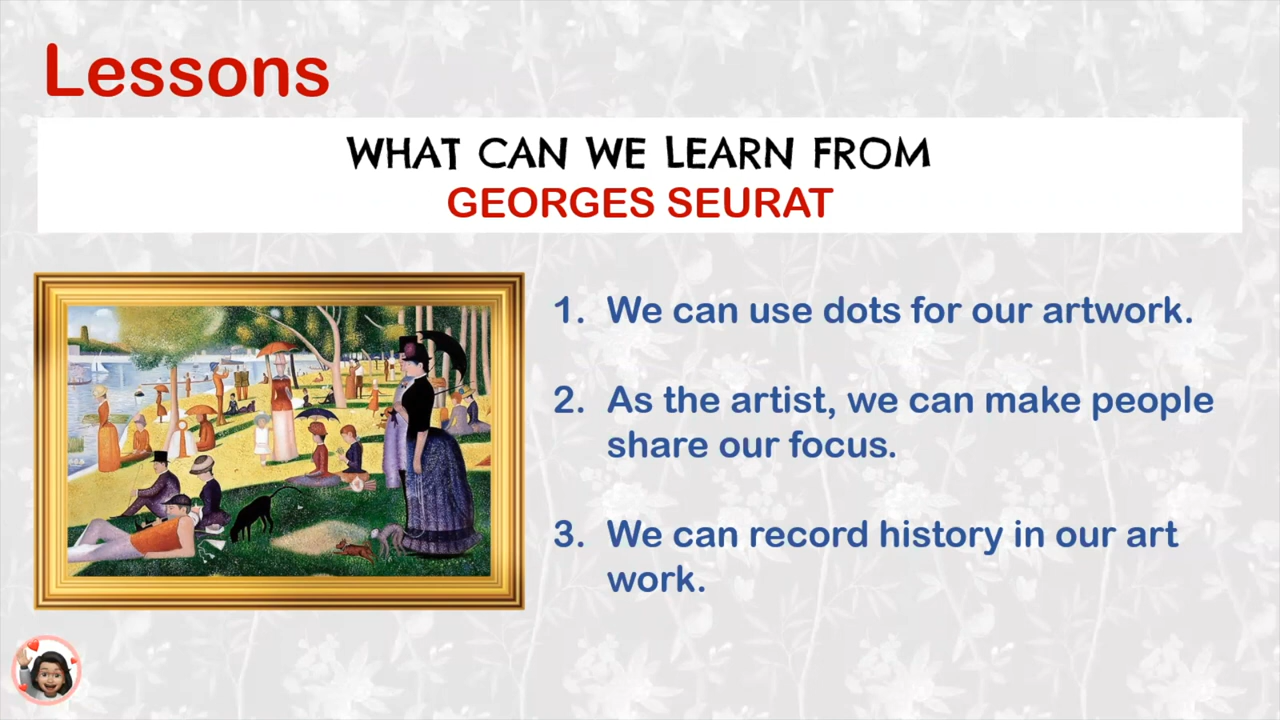 Lessons
WHAT CAN WE LEARN FROM
GEORGES SEURAT
1. We can use dots for our artwork.
2. As the artist, we can make people
share our focus.
3. We can record history in our art
work.